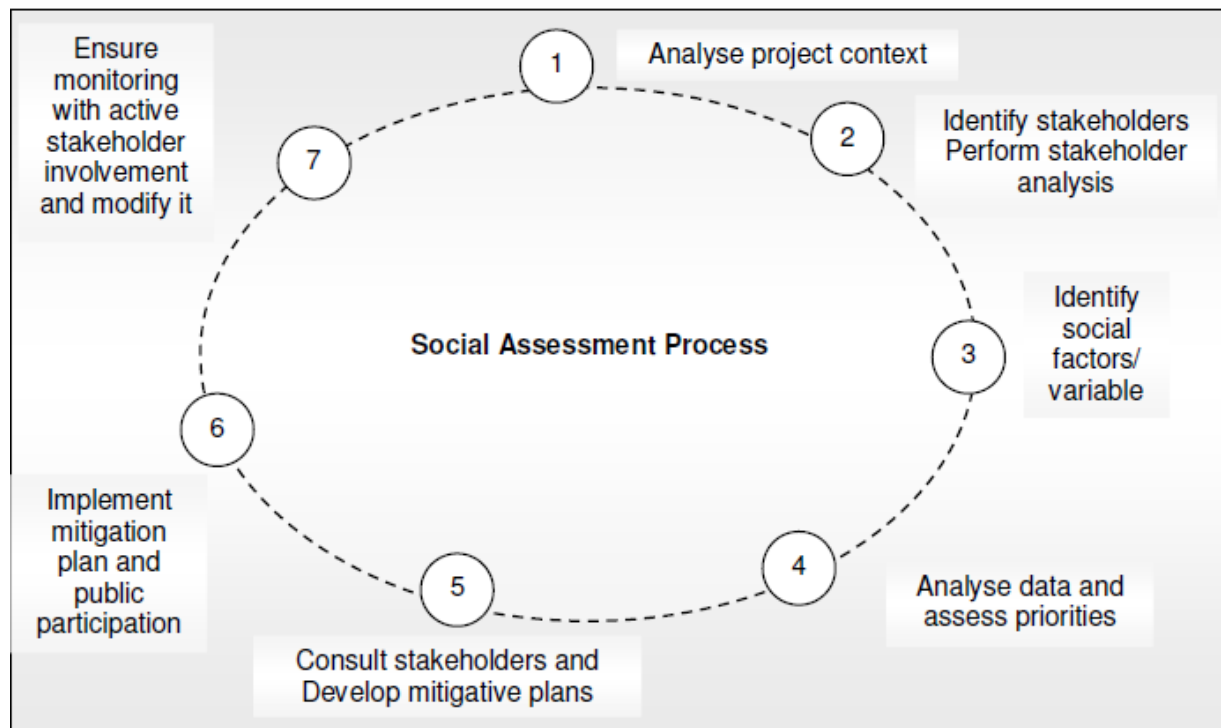 1
Analyse project context
2
Identify stakeholders
Perform stakeholder
analysis
3
Identify
social
factors/
variable
4
Analyse data and
assess priorities
5
Consult stakeholders and
Develop mitigative plans
6
Implement
mitigation
plan and
public
participation
7
Ensure
monitoring
with active
stakeholder
involvement
and modify it
Social Assessment Process